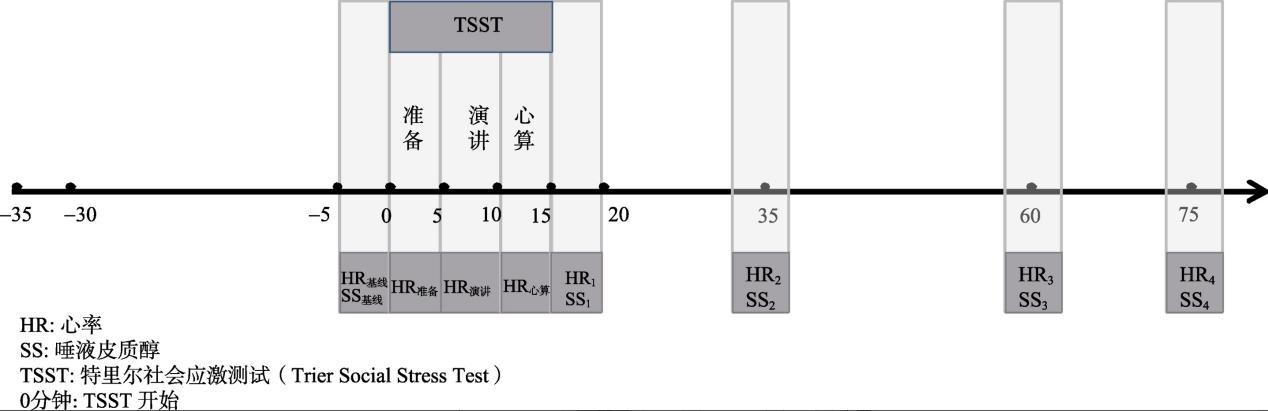 TSST
准备
演讲
心算
–35
–30
–5
0
5
10
15
20
35
60
75
HR基线
SS基线
HR准备
HR演讲
HR心算
HR1
SS1
HR2
SS2
HR3
SS3
HR4
SS4
HR: 心率
SS: 唾液皮质醇
TSST: 特里尔社会应激测试（Trier Social Stress Test）
0分钟: TSST 开始